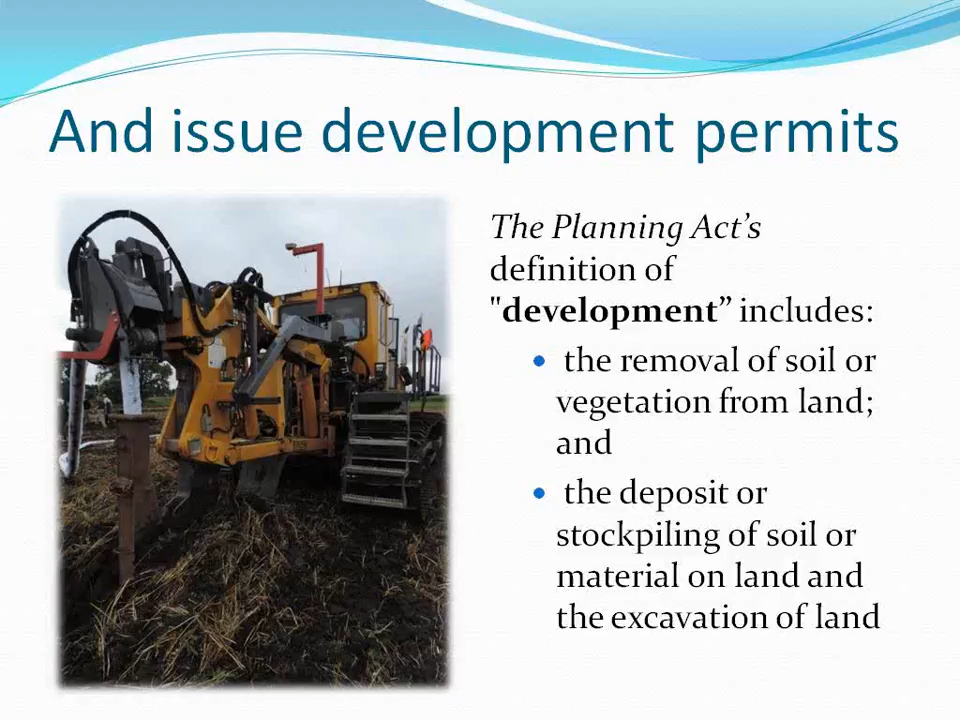 And issue development permits
The Planning Act’s
definition of
"development” includes:
• the removal of soil or
vegetation from land;
and
• the deposit or
stockpiling of soil or
material on land and
the excavation of land